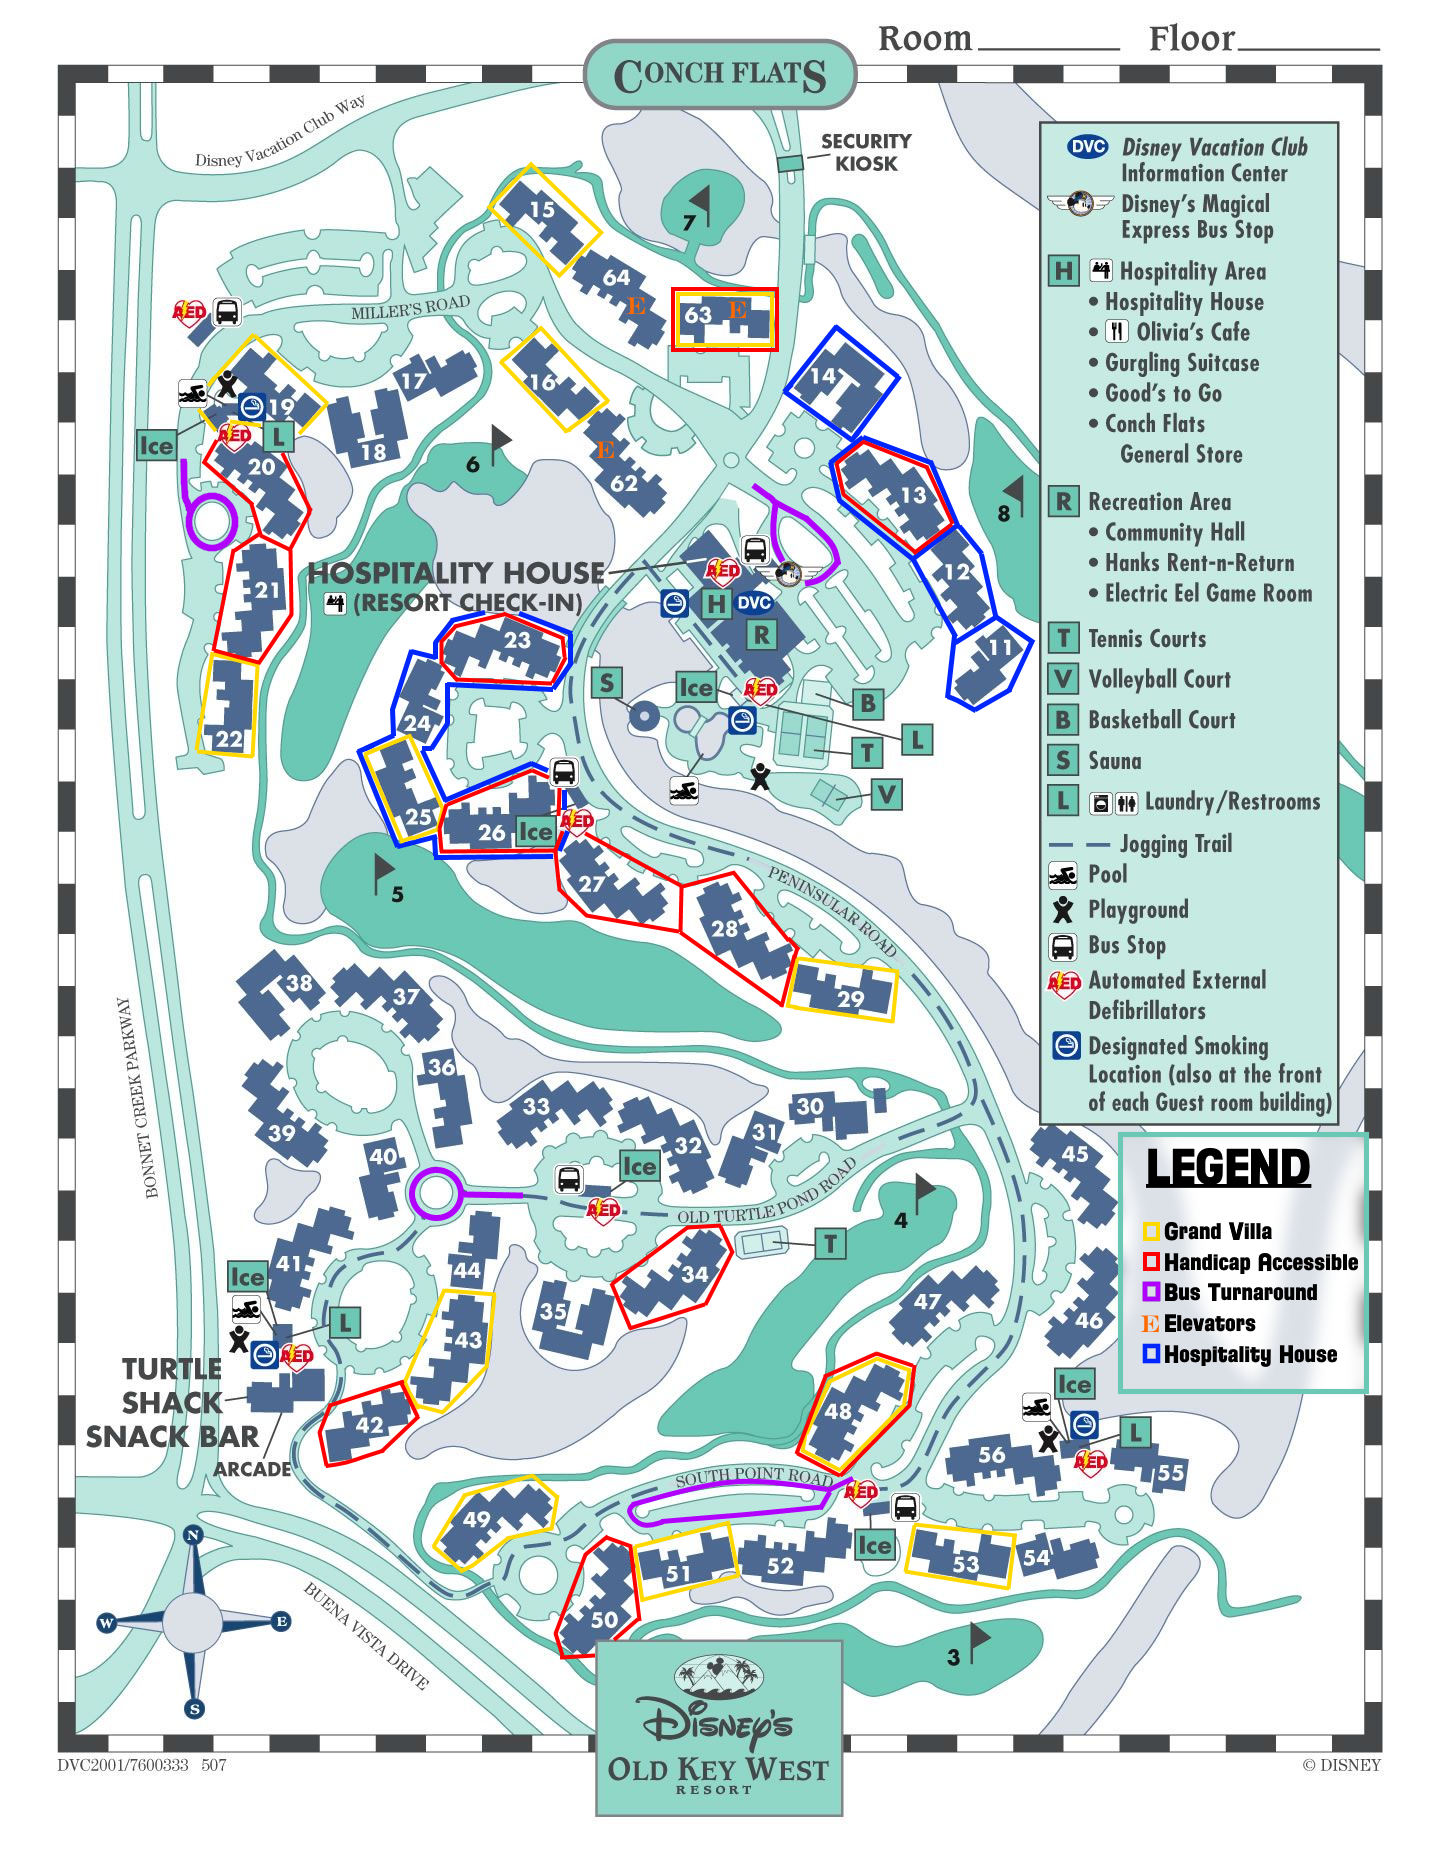 Room
Floor
CONCH FLATS
Disney Vacation Club Way
SECURITY
KIOSK
DVC
Disney Vacation Club
Information Center
Disney's Magical
Express Bus Stop
H
Hospitality Area
• Hospitality House
• Olivia's Cafe
• Gurgling Suitcase
• Good's to Go
• Conch Flats
General Store
R
Recreation Area
• Community Hall
• Hanks Rent-n-Return
• Electric Eel Game Room
T
Tennis Courts
V
Volleyball Court
B
Basketball Court
S
Sauna
L
Laundry/Restrooms
Jogging Trail
Pool
Playground
Bus Stop
AED
Automated External
Defibrillators
Designated Smoking
Location (also at the front
of each Guest room building)
LEGEND
Grand Villa
Handicap Accessible
Bus Turnaround
E Elevators
Hospitality House
15
7
64
E
63
E
MILLER'S ROAD
AED
14
17
16
19
Ice
AED
L
18
20
6
E
62
13
8
21
HOSPITALITY HOUSE
(RESORT CHECK-IN)
AED
H
DVC
R
12
11
23
24
22
S
Ice
AED
B
L
T
V
25
26
Ice
AED
5
27
28
29
PENINSULAR ROAD
BONNET CREEK PARKWAY
38
37
36
39
33
30
31
32
40
Ice
AED
OLD TURTLE POND ROAD
T
4
45
41
Ice
L
AED
44
34
35
43
47
46
TURTLE
SHACK
SNACK BAR
ARCADE
42
48
Ice
L
AED
56
55
SOUTH POINT ROAD
AED
Ice
49
51
52
53
54
50
3
N
W
E
S
BUENA VISTA DRIVE
Disney's
OLD KEY WEST
RESORT
DVC2001/7600333 507
© DISNEY